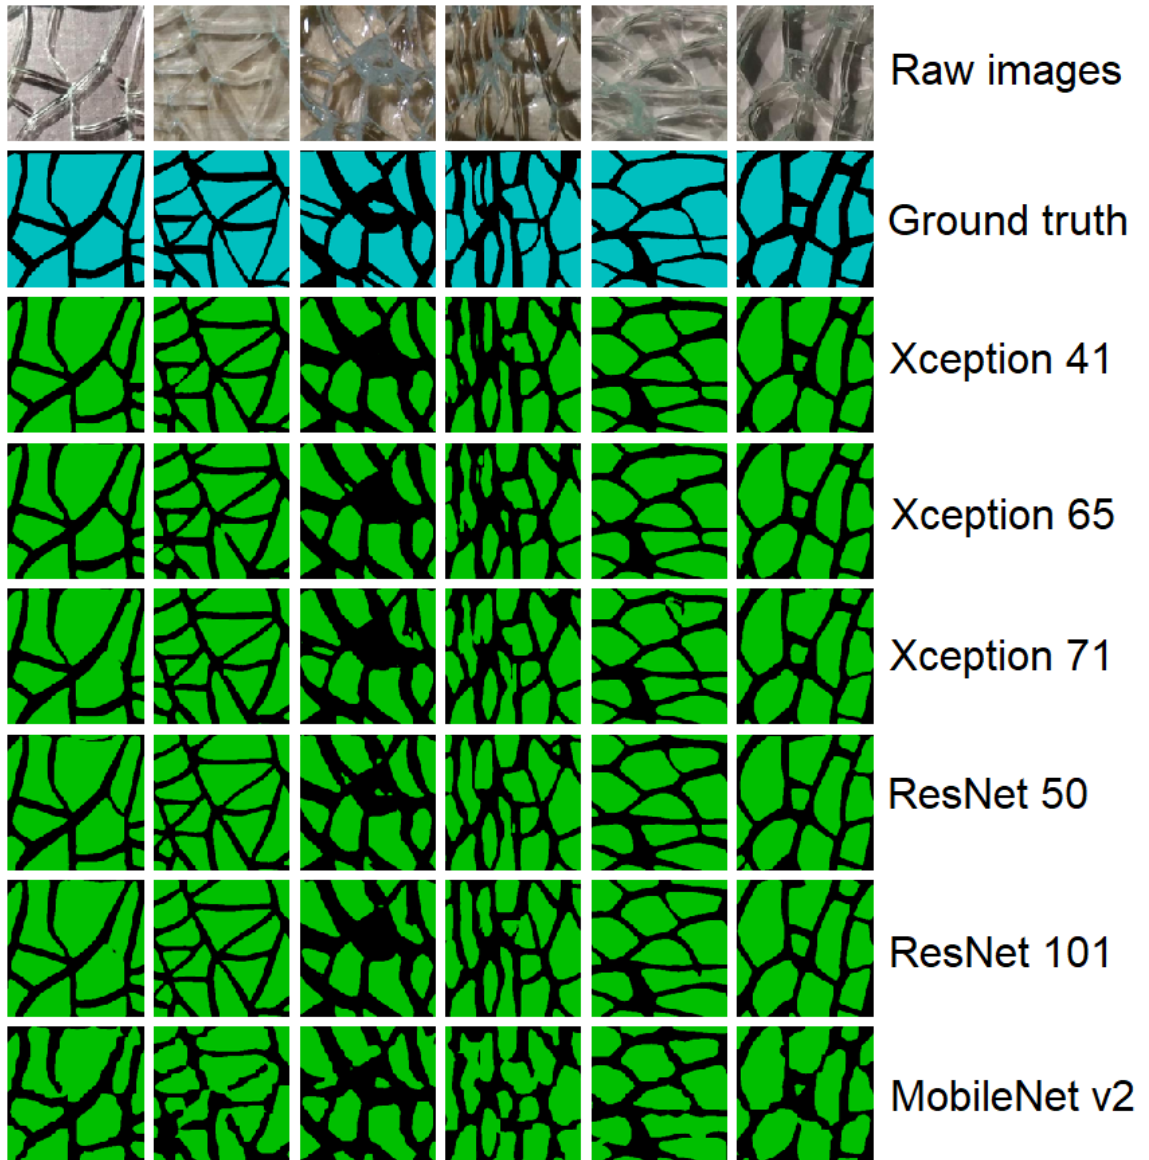 Raw images
Ground truth
Xception 41
Xception 65
Xception 71
ResNet 50
ResNet 101
MobileNet v2